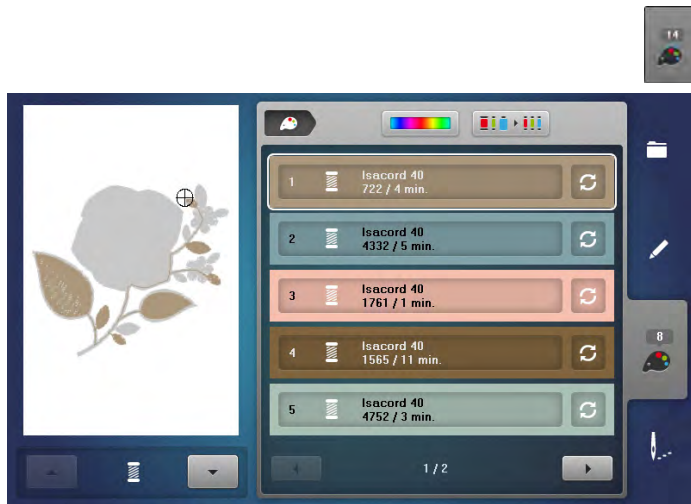 14
1
Isacord 40
722 / 4 min.
2
Isacord 40
4332 / 5 min.
3
Isacord 40
1761 / 1 min.
4
Isacord 40
1565 / 11 min.
5
Isacord 40
4752 / 3 min.
8
1 / 2